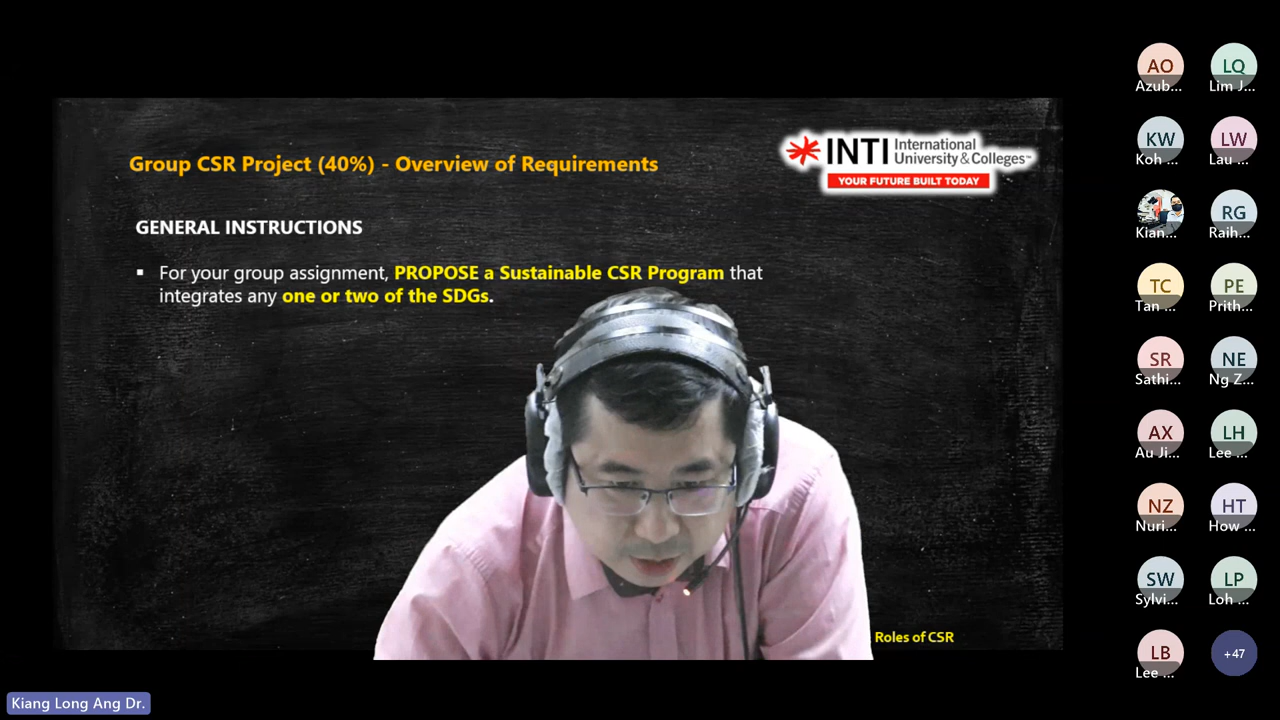 Group CSR Project (40%) - Overview of Requirements
INTI International
University & Colleges
YOUR FUTURE BUILT TODAY
GENERAL INSTRUCTIONS
▪ For your group assignment, PROPOSE a Sustainable CSR Program that
integrates any one or two of the SDGs.
Roles of CSR
AO LQ
Azub... Lim J...
KW LW
Koh ... Lau ...
RG
Kian... Raih...
TC PE
Tan ... Prith...
SR NE
Sathi... Ng Z...
AX LH
Au Ji... Lee ...
NZ HT
Nuri... How ...
SW LP
Sylvi... Loh ...
LB +47
Lee ...
Kiang Long Ang Dr.